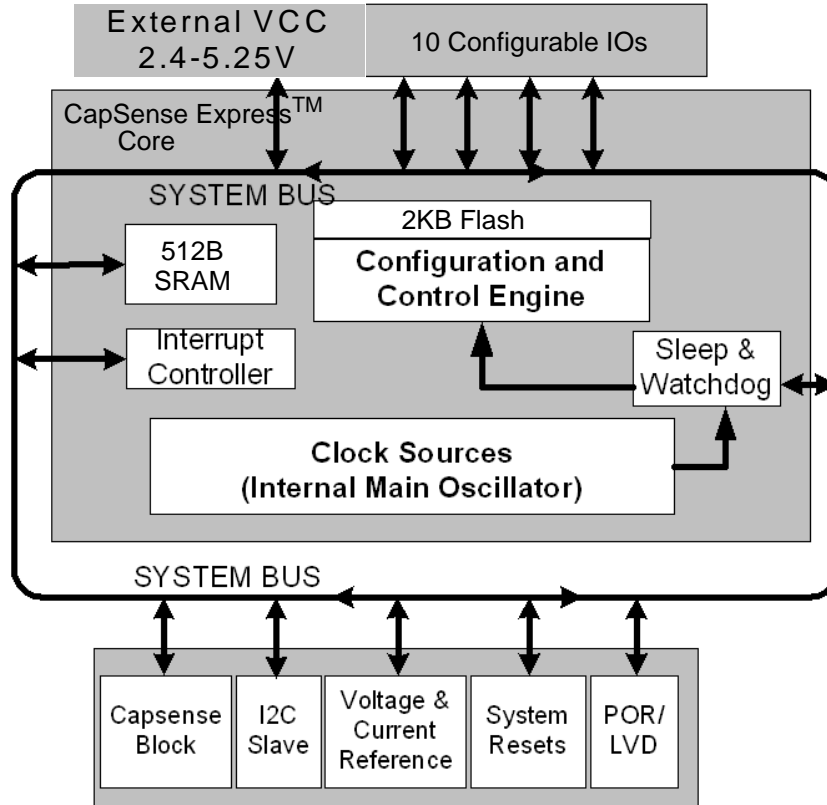 External VCC
2.4-5.25V
10 Configurable IOs
CapSense Express™
Core
SYSTEM BUS
2KB Flash
512B
SRAM
Configuration and
Control Engine
Interrupt
Controller
Sleep &
Watchdog
Clock Sources
(Internal Main Oscillator)
SYSTEM BUS
Capsense
Block
I2C
Slave
Voltage &
Current
Reference
System
Resets
POR/
LVD